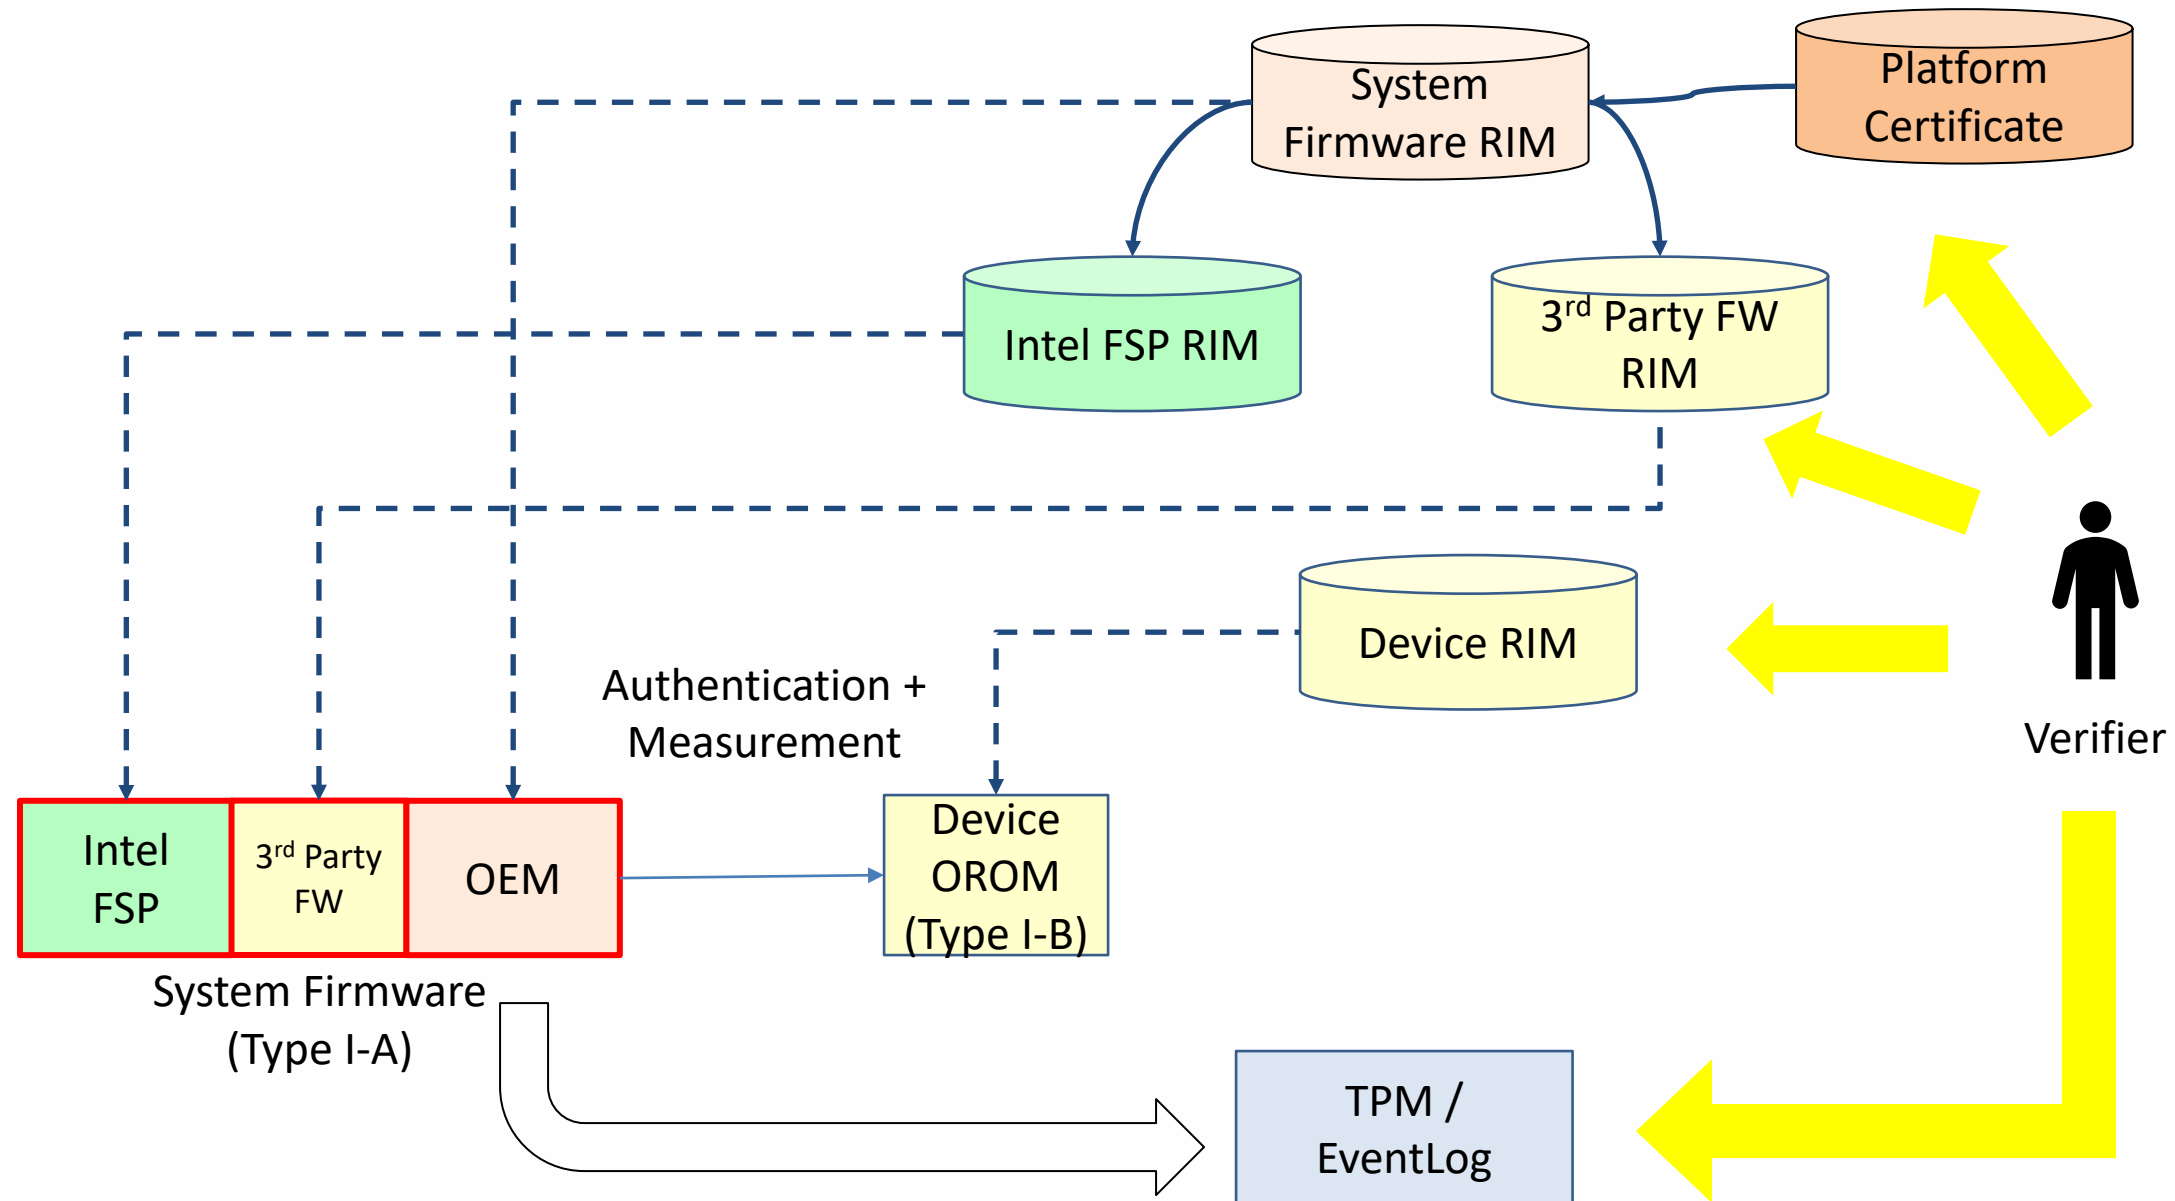 System
Firmware RIM
Platform
Certificate
Intel FSP RIM
3rd Party FW
RIM
Device RIM
Authentication +
Measurement
Verifier
Intel
FSP
3rd Party
FW
OEM
Device
OROM
(Type I-B)
System Firmware
(Type I-A)
TPM /
EventLog